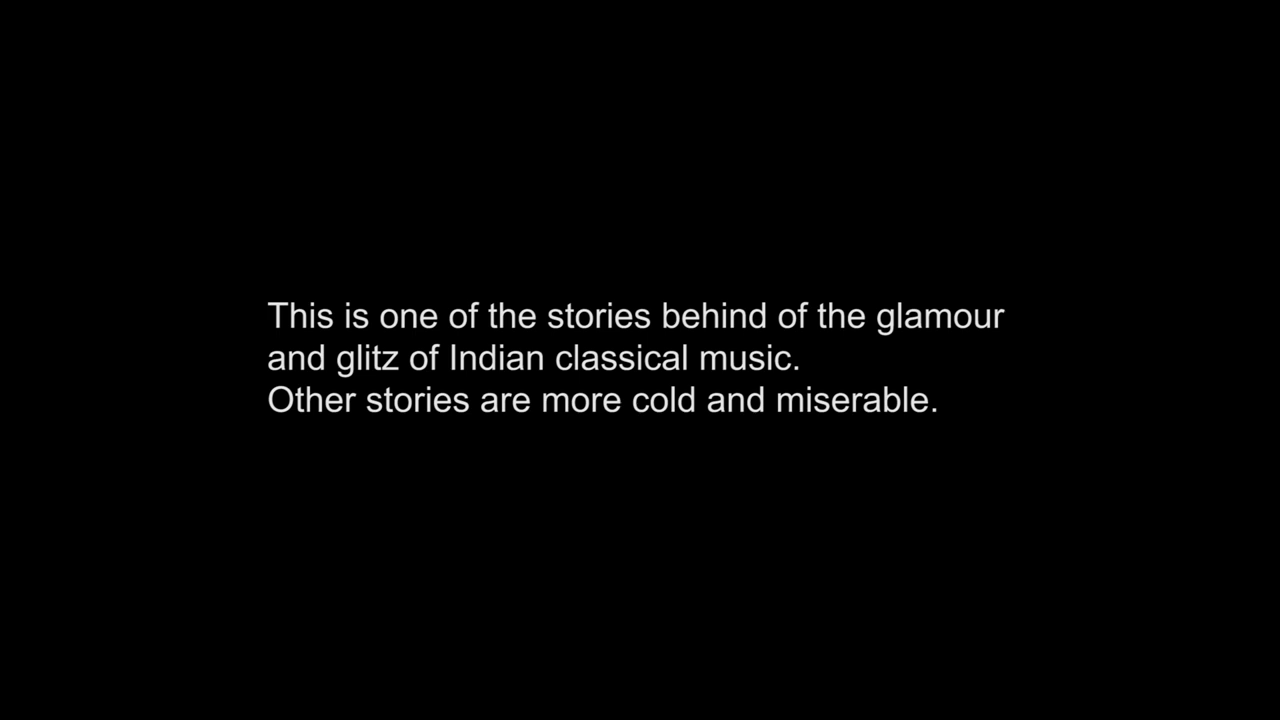 This is one of the stories behind of the glamour
and glitz of Indian classical music.
Other stories are more cold and miserable.